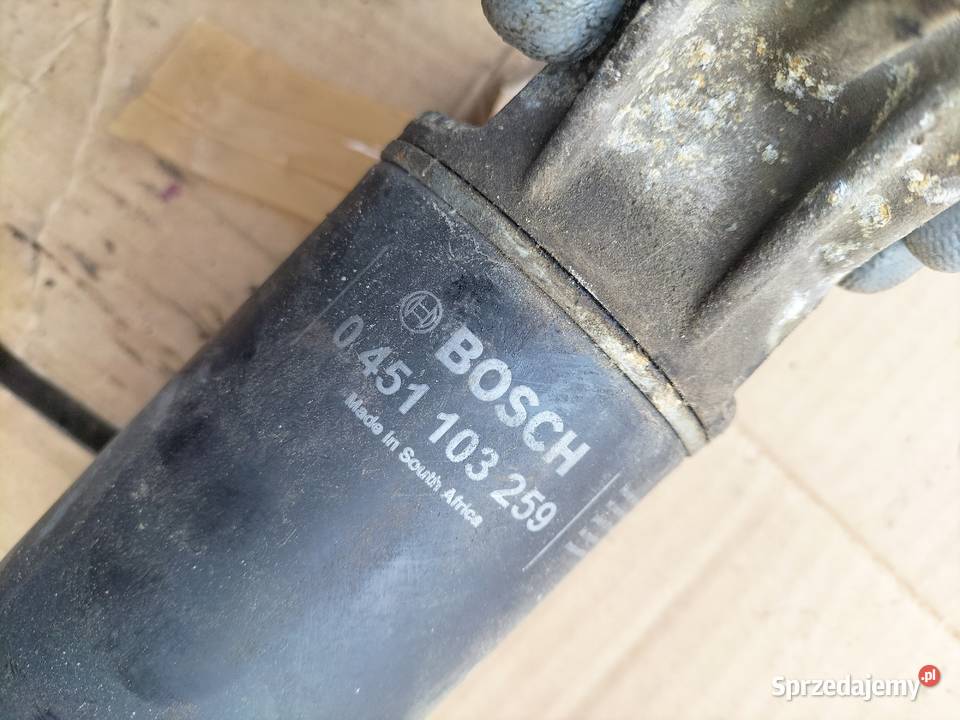 BOSCH
0 451 103 259
Made in South Africa
Sprzedajemy.pl